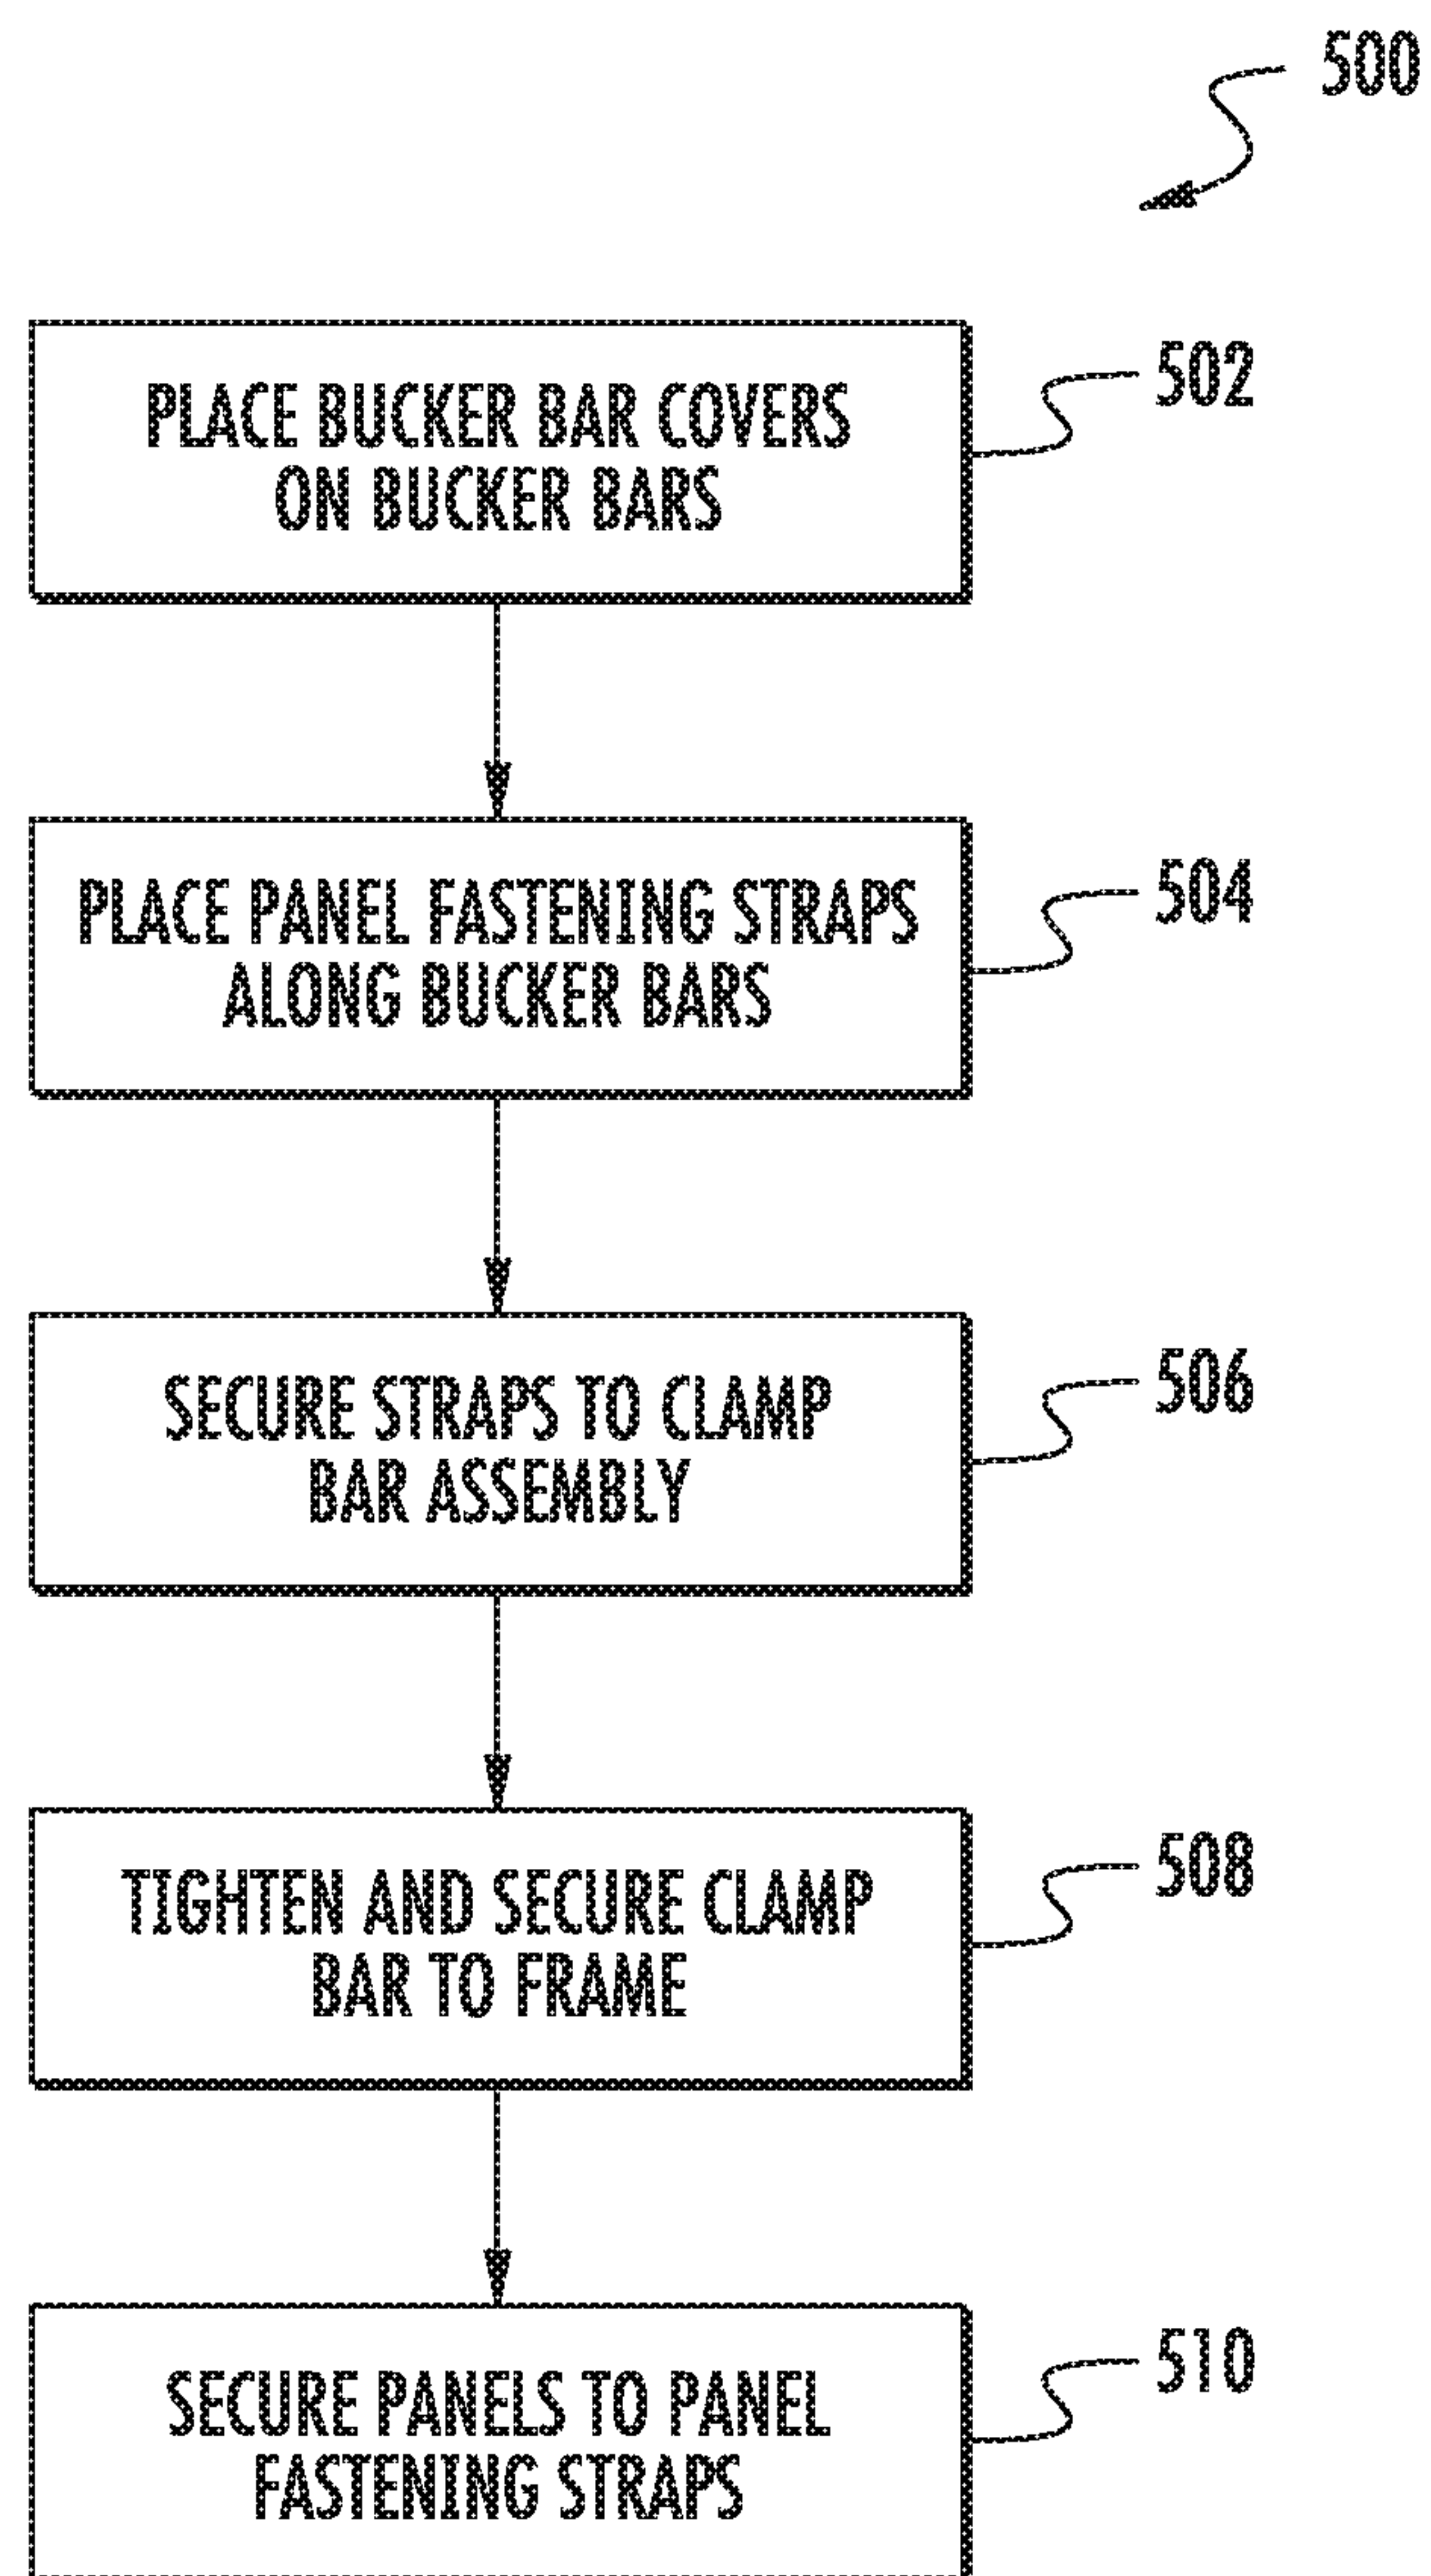 500
PLACE BUCKER BAR COVERS
ON BUCKER BARS
502
PLACE PANEL FASTENING STRAPS
ALONG BUCKER BARS
504
SECURE STRAPS TO CLAMP
BAR ASSEMBLY
506
TIGHTEN AND SECURE CLAMP
BAR TO FRAME
508
SECURE PANELS TO PANEL
FASTENING STRAPS
510